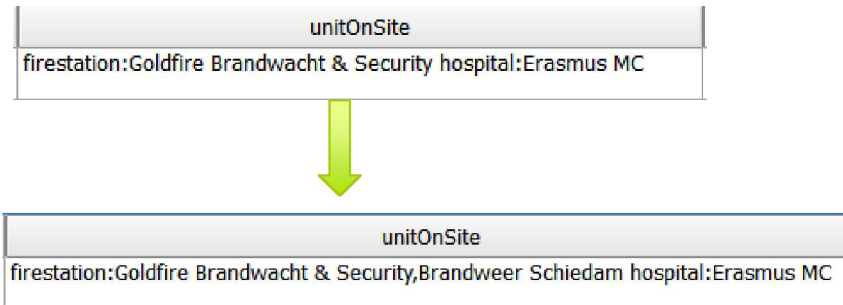 unitOnSite
firestation:Goldfire Brandwacht & Security hospital:Erasmus MC
unitOnSite
firestation:Goldfire Brandwacht & Security,Brandweer Schiedam hospital:Erasmus MC